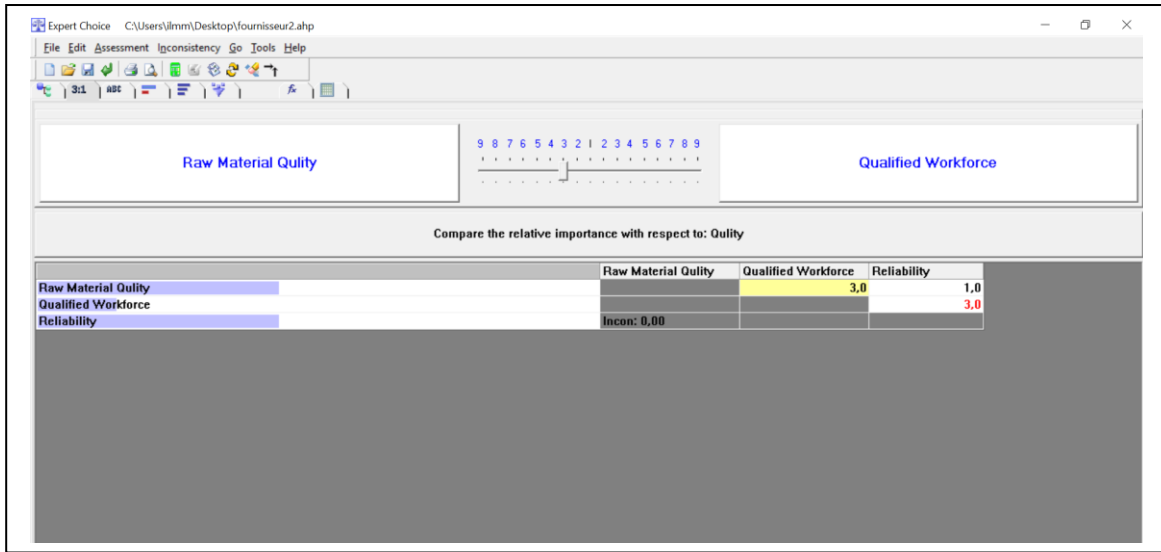 Expert Choice C:\Users\ilmm\Desktop\fournisseur2.ahp
File Edit Assessment Inconsistency Go Tools Help
3:1 ABC fx
9 8 7 6 5 4 3 2 1 2 3 4 5 6 7 8 9
Raw Material Qulity
Qualified Workforce
Compare the relative importance with respect to: Qulity
Raw Material Qulity Qualified Workforce Reliability
Raw Material Qulity 3,0 1,0
Qualified Workforce 3,0
Reliability Incon: 0,00